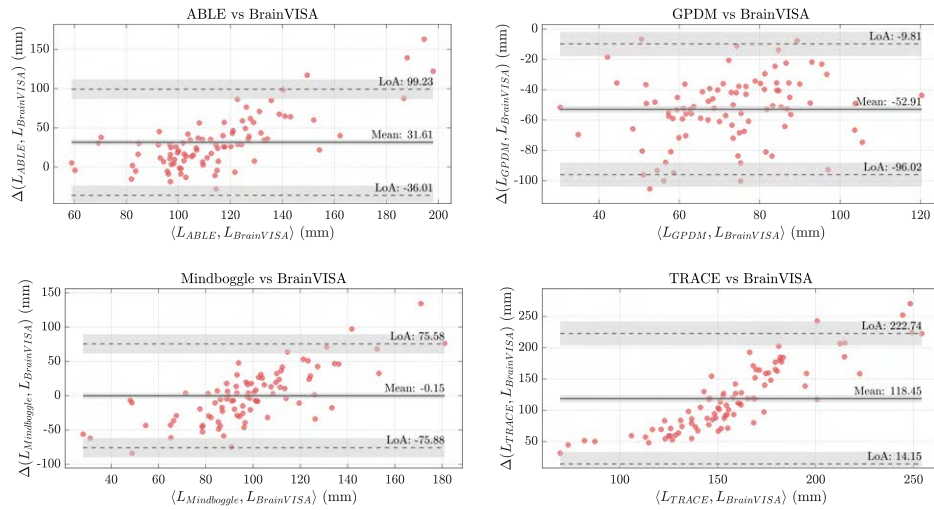 ABLE vs BrainVISA
Δ(L_ABLE, L_BrainVISA) (mm)
150
100
50
0
LoA: 99.23
Mean: 31.61
LoA: -36.01
60 80 100 120 140 160 180 200
⟨L_ABLE, L_BrainVISA⟩ (mm)
GPDM vs BrainVISA
Δ(L_GPDM, L_BrainVISA) (mm)
0
-20
-40
-60
-80
-100
LoA: -9.81
Mean: -52.91
LoA: -96.02
40 60 80 100 120
⟨L_GPDM, L_BrainVISA⟩ (mm)
Mindboggle vs BrainVISA
Δ(L_Mindboggle, L_BrainVISA) (mm)
150
100
50
0
-50
-100
LoA: 75.58
Mean: -0.15
LoA: -75.88
40 60 80 100 120 140 160 180
⟨L_Mindboggle, L_BrainVISA⟩ (mm)
TRACE vs BrainVISA
Δ(L_TRACE, L_BrainVISA) (mm)
250
200
150
100
50
LoA: 222.74
Mean: 118.45
LoA: 14.15
100 150 200 250
⟨L_TRACE, L_BrainVISA⟩ (mm)